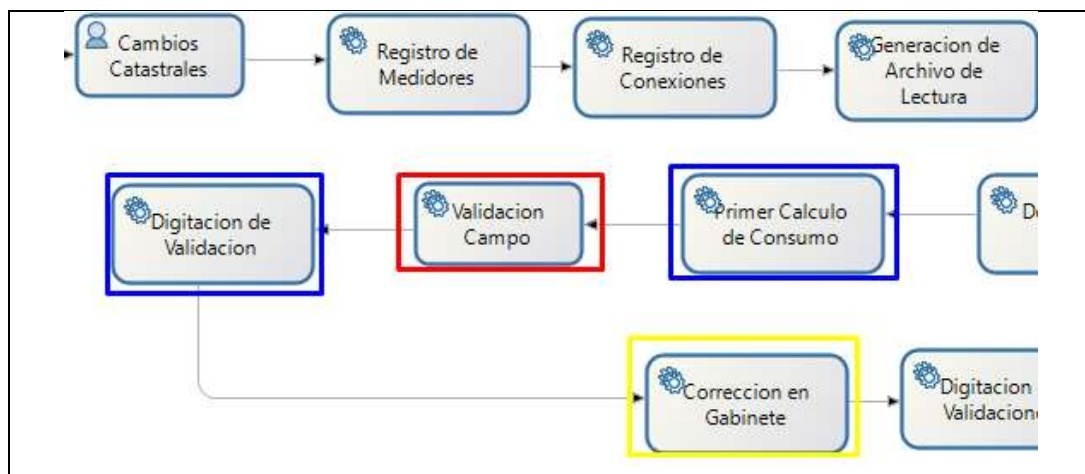 Cambios
Catastrales
Registro de
Medidores
Registro de
Conexiones
Generacion de
Archivo de
Lectura
Digitacion de
Validacion
Validacion
Campo
Primer Calculo
de Consumo
Correccion en
Gabinete
Digitacion